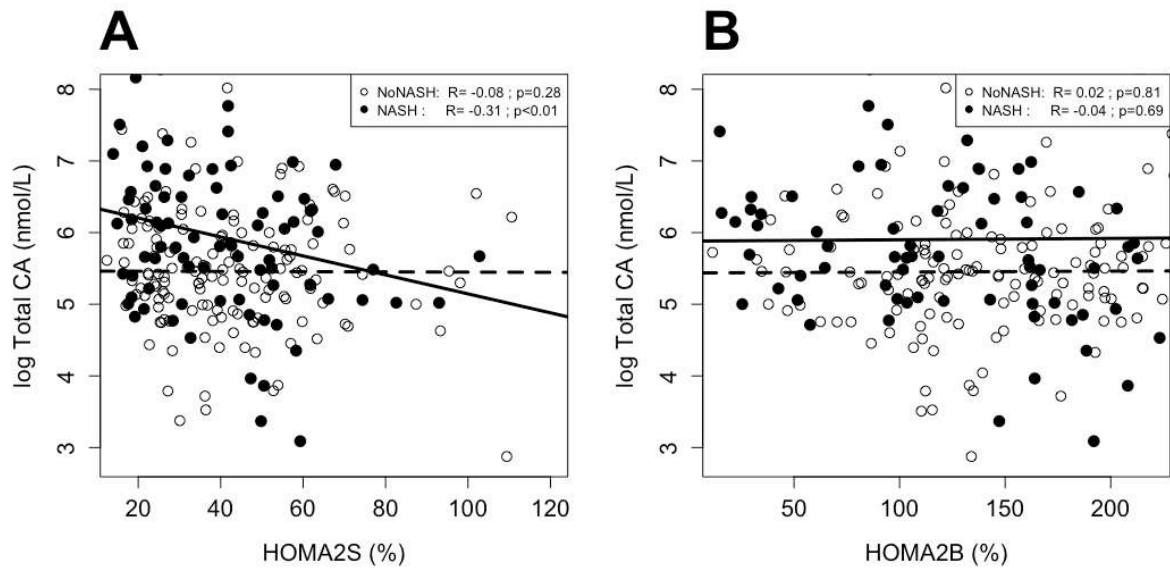 A
NoNASH: R= -0.08 ; p=0.28
NASH : R= -0.31 ; p<0.01
8
7
6
5
4
3
log Total CA (nmol/L)
20 40 60 80 100 120
HOMA2S (%)
B
NoNASH: R= 0.02 ; p=0.81
NASH : R= -0.04 ; p=0.69
8
7
6
5
4
3
log Total CA (nmol/L)
50 100 150 200
HOMA2B (%)